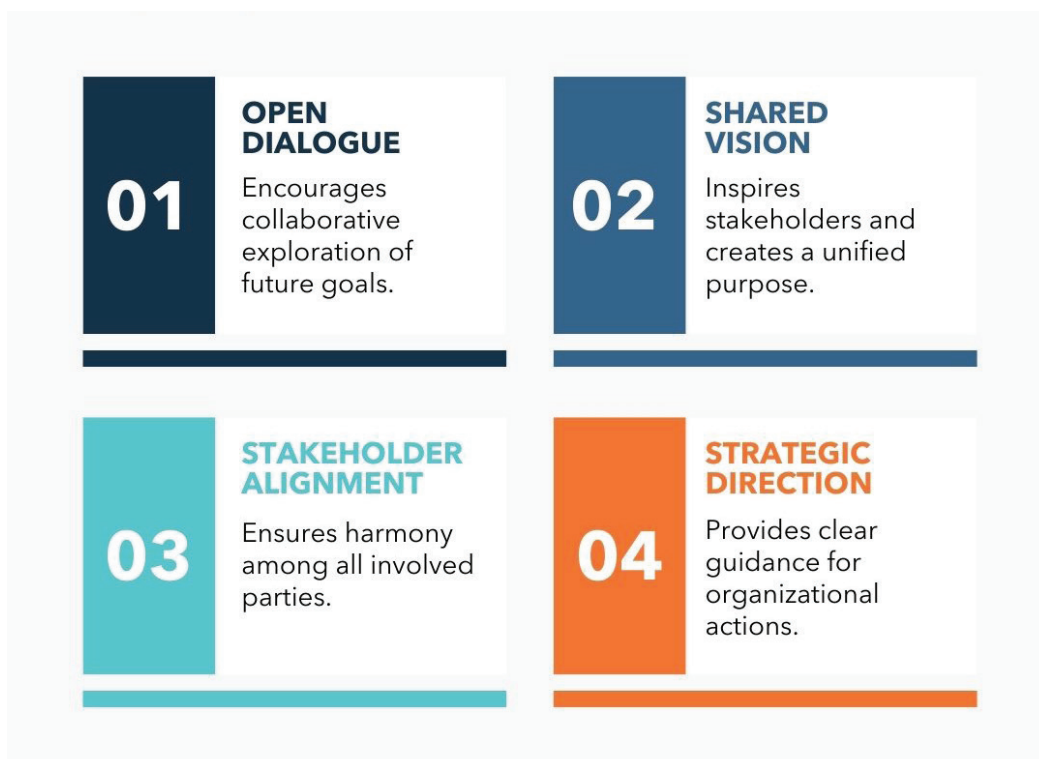 01
OPEN
DIALOGUE
Encourages
collaborative
exploration of
future goals.
02
SHARED
VISION
Inspires
stakeholders and
creates a unified
purpose.
03
STAKEHOLDER
ALIGNMENT
Ensures harmony
among all involved
parties.
04
STRATEGIC
DIRECTION
Provides clear
guidance for
organizational
actions.